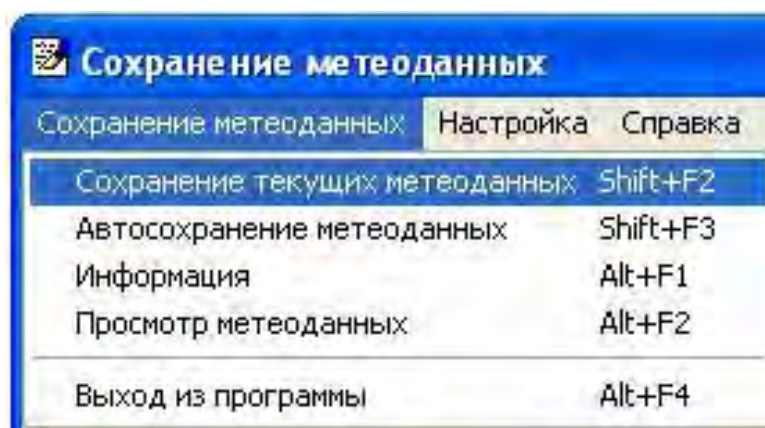 Сохранение метеоданных
Сохранение метеоданных Настройка Справка
Сохранение текущих метеоданных Shift+F2
Автосохранение метеоданных Shift+F3
Информация Alt+F1
Просмотр метеоданных Alt+F2
Выход из программы Alt+F4